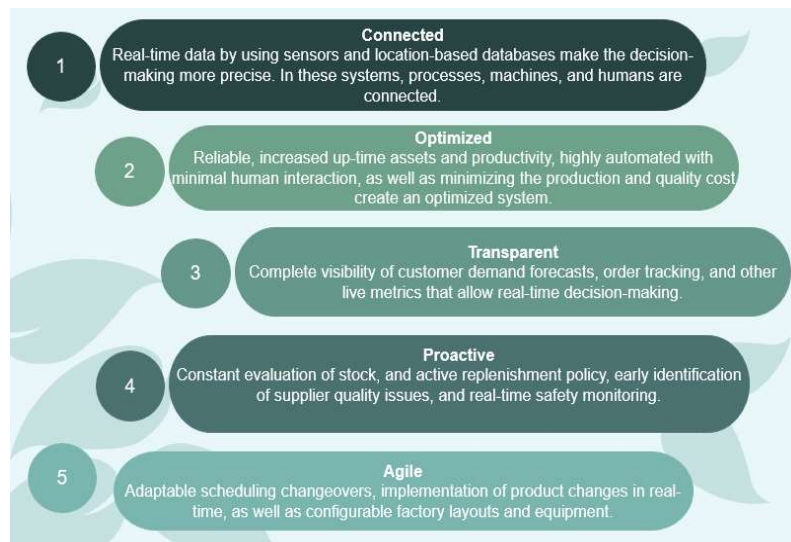 1
Connected
Real-time data by using sensors and location-based databases make the decision-
making more precise. In these systems, processes, machines, and humans are
connected.
2
Optimized
Reliable, increased up-time assets and productivity, highly automated with
minimal human interaction, as well as minimizing the production and quality cost
create an optimized system.
3
Transparent
Complete visibility of customer demand forecasts, order tracking, and other
live metrics that allow real-time decision-making.
4
Proactive
Constant evaluation of stock, and active replenishment policy, early identification
of supplier quality issues, and real-time safety monitoring.
5
Agile
Adaptable scheduling changeovers, implementation of product changes in real-
time, as well as configurable factory layouts and equipment.